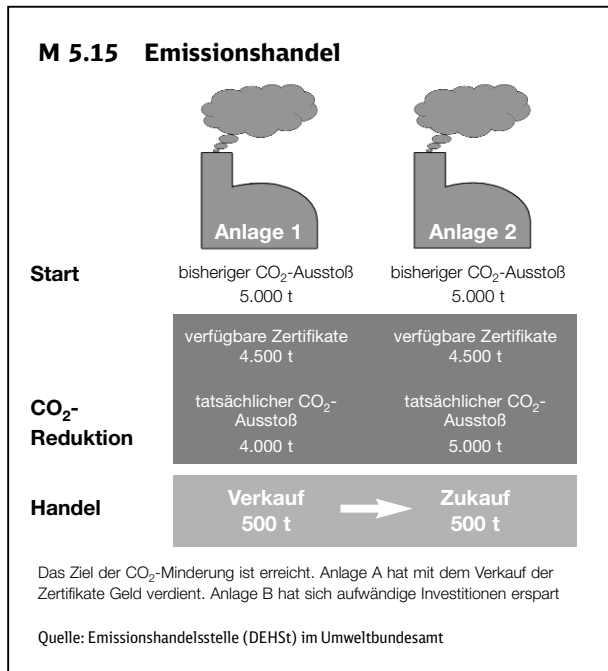 M 5.15 Emissionshandel
Anlage 1 Anlage 2
Start
bisheriger CO₂-Ausstoß bisheriger CO₂-Ausstoß
5.000 t 5.000 t
verfügbare Zertifikate verfügbare Zertifikate
4.500 t 4.500 t
CO₂-
Reduktion
tatsächlicher CO₂- tatsächlicher CO₂-
Ausstoß Ausstoß
4.000 t 5.000 t
Handel
Verkauf Zukauf
500 t 500 t
Das Ziel der CO₂-Minderung ist erreicht. Anlage A hat mit dem Verkauf der
Zertifikate Geld verdient. Anlage B hat sich aufwändige Investitionen erspart
Quelle: Emissionshandelsstelle (DEHSt) im Umweltbundesamt